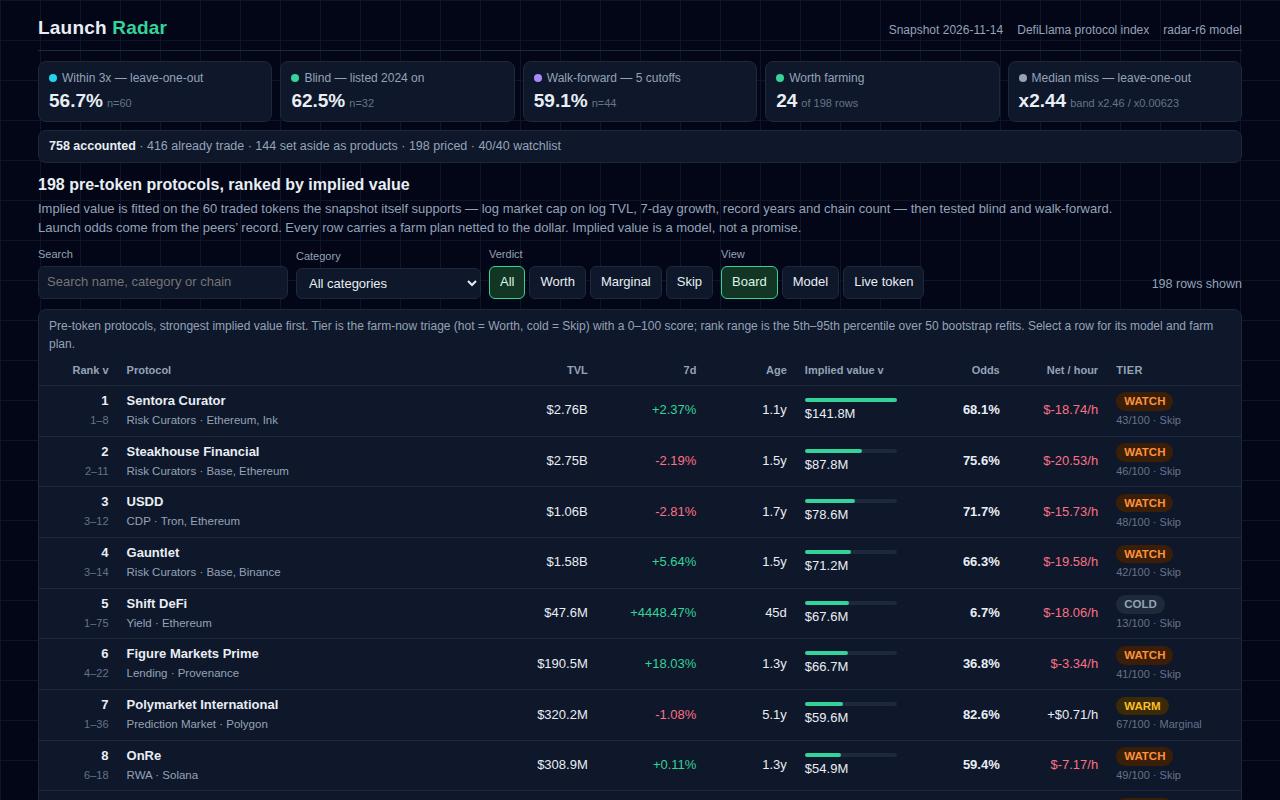 Launch Radar
Snapshot 2026-11-14 DefiLlama protocol index radar-r6 model
Within 3x — leave-one-out
56.7% n=60
Blind — listed 2024 on
62.5% n=32
Walk-forward — 5 cutoffs
59.1% n=44
Worth farming
24 of 198 rows
Median miss — leave-one-out
x2.44 band x2.46 / x0.00623
758 accounted · 416 already trade · 144 set aside as products · 198 priced · 40/40 watchlist
198 pre-token protocols, ranked by implied value
Implied value is fitted on the 60 traded tokens the snapshot itself supports — log market cap on log TVL, 7-day growth, record years and chain count — then tested blind and walk-forward.
Launch odds come from the peers’ record. Every row carries a farm plan netted to the dollar. Implied value is a model, not a promise.
Search
Search name, category or chain
Category
All categories
Verdict
All Worth Marginal Skip
View
Board Model Live token
198 rows shown
Pre-token protocols, strongest implied value first. Tier is the farm-now triage (hot = Worth, cold = Skip) with a 0–100 score; rank range is the 5th–95th percentile over 50 bootstrap refits. Select a row for its model and farm
plan.
Rank v Protocol TVL 7d Age Implied value v Odds Net / hour TIER
1 Sentora Curator $2.76B +2.37% 1.1y $141.8M 68.1% $-18.74/h WATCH
1–8 Risk Curators · Ethereum, Ink 43/100 · Skip
2 Steakhouse Financial $2.75B -2.19% 1.5y $87.8M 75.6% $-20.53/h WATCH
2–11 Risk Curators · Base, Ethereum 46/100 · Skip
3 USDD $1.06B -2.81% 1.7y $78.6M 71.7% $-15.73/h WATCH
3–12 CDP · Tron, Ethereum 48/100 · Skip
4 Gauntlet $1.58B +5.64% 1.5y $71.2M 66.3% $-19.58/h WATCH
3–14 Risk Curators · Base, Binance 42/100 · Skip
5 Shift DeFi $47.6M +4448.47% 45d $67.6M 6.7% $-18.06/h COLD
1–75 Yield · Ethereum 13/100 · Skip
6 Figure Markets Prime $190.5M +18.03% 1.3y $66.7M 36.8% $-3.34/h WATCH
4–22 Lending · Provenance 41/100 · Skip
7 Polymarket International $320.2M -1.08% 5.1y $59.6M 82.6% +$0.71/h WARM
1–36 Prediction Market · Polygon 67/100 · Marginal
8 OnRe $308.9M +0.11% 1.3y $54.9M 59.4% $-7.17/h WATCH
6–18 RWA · Solana 49/100 · Skip